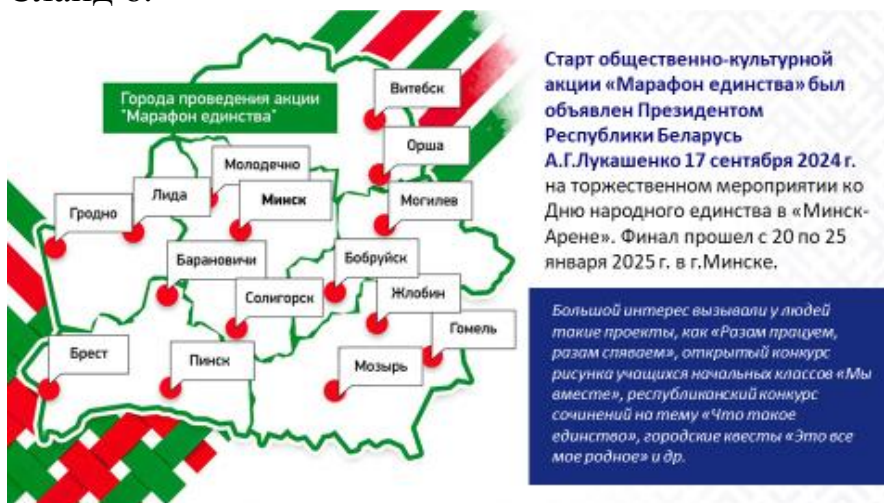 Слайд 6.
Города проведения акции
"Марафон единства"
Витебск
Орша
Молодечно
Минск
Лида
Гродно
Могилев
Барановичи
Бобруйск
Солигорск
Жлобин
Гомель
Брест
Пинск
Мозырь
Старт общественно-культурной
акции «Марафон единства» был
объявлен Президентом
Республики Беларусь
А.Г.Лукашенко 17 сентября 2024 г.
на торжественном мероприятии ко
Дню народного единства в «Минск-
Арене». Финал прошел с 20 по 25
января 2025 г. в г.Минске.
Большой интерес вызывали у людей
такие проекты, как «Разам працуем,
разам спяваем», открытый конкурс
рисунка учащихся начальных классов «Мы
вместе», республиканский конкурс
сочинений на тему «Что такое
единство», городские квесты «Это все
мое родное» и др.